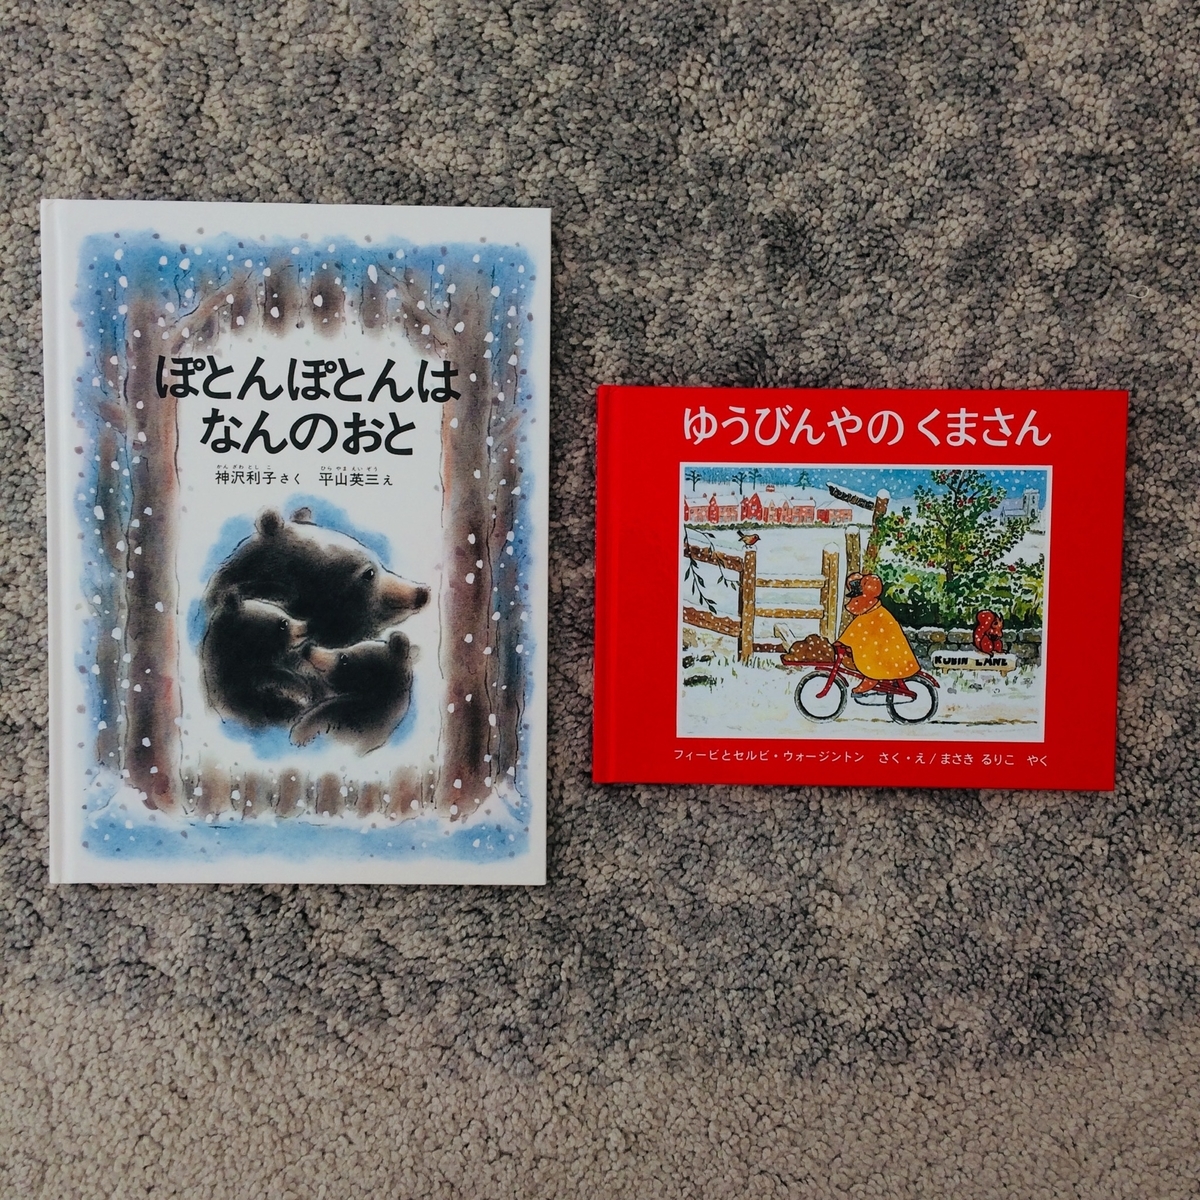 ぽとんぽとんは
なんのおと
かんざわとしこ ひらやまえいぞう
神沢利子 さく 平山英三 え
ゆうびんやの くまさん
ROBIN LANE
フィービとセルビ・ウォージントン さく・え/まさき るりこ やく